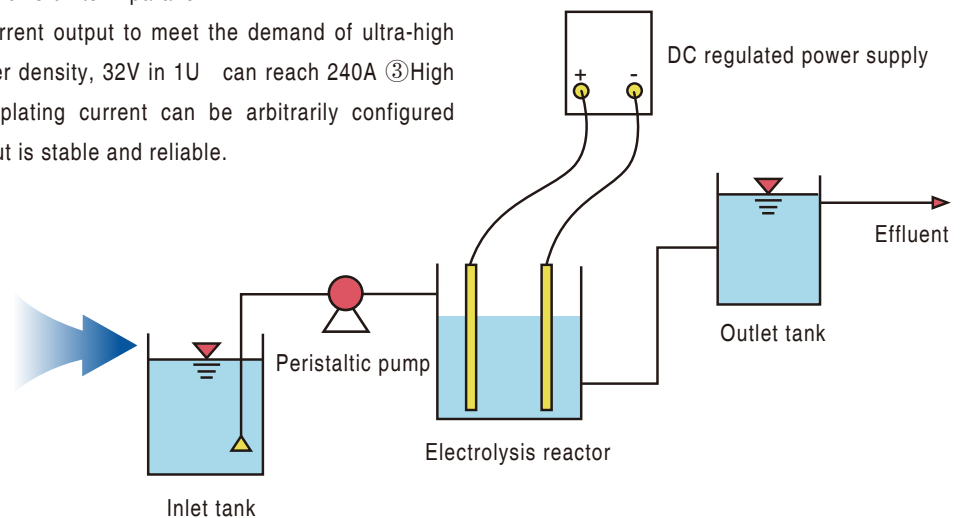 rrent output to meet the demand of ultra-high
er density, 32V in 1U can reach 240A ③High
plating current can be arbitrarily configured
ut is stable and reliable.
+ -
DC regulated power supply
Effluent
Outlet tank
Peristaltic pump
Electrolysis reactor
Inlet tank